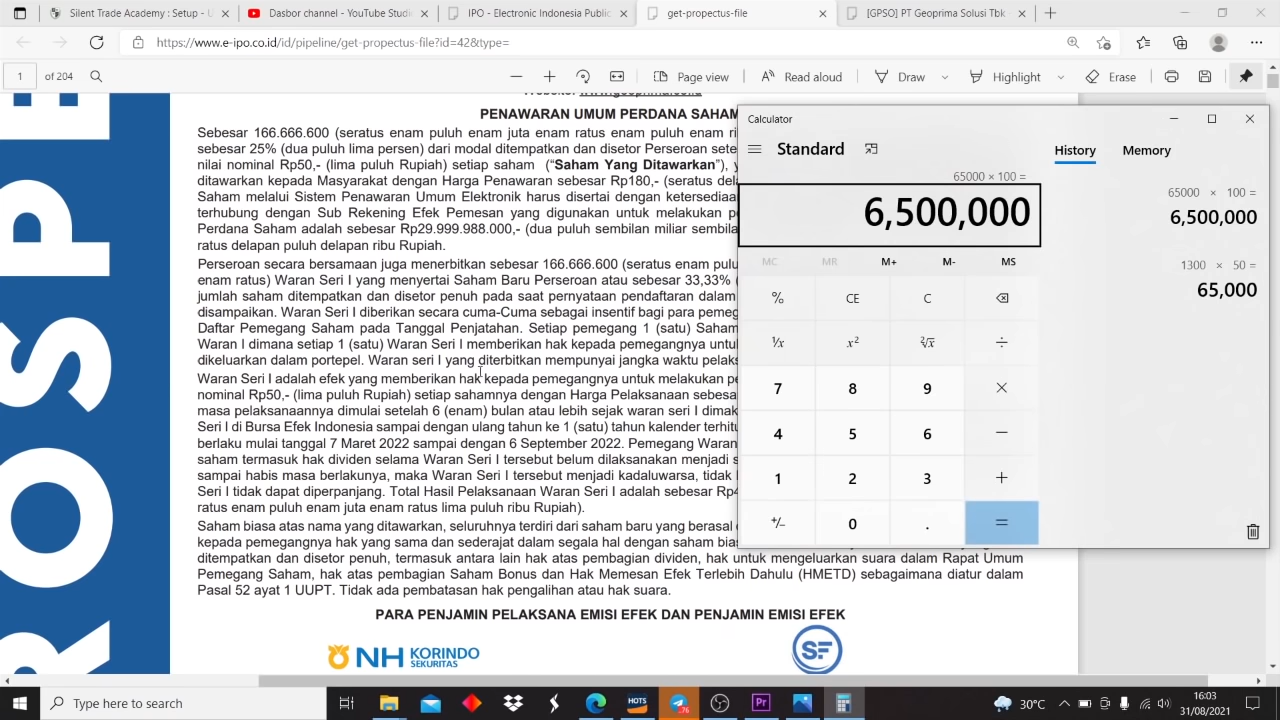 Silent Trade Academy - Setup - U
Dasbor channel - YouTube Studi
IPO - Electronic Indonesia Public
get-propectus-file
[GPSO] PT Geoprima Solusi Tbk
https://www.e-ipo.co.id/id/pipeline/get-propectus-file?id=42&type=
1 of 204
Page view
Read aloud
Draw
Highlight
Erase
PENAWARAN UMUM PERDANA SAHAM
Sebesar 166.666.600 (seratus enam puluh enam juta enam ratus enam puluh enam ri
sebesar 25% (dua puluh lima persen) dari modal ditempatkan dan disetor Perseroan sete
nilai nominal Rp50,- (lima puluh Rupiah) setiap saham (“Saham Yang Ditawarkan”), y
ditawarkan kepada Masyarakat dengan Harga Penawaran sebesar Rp180,- (seratus dela
Saham melalui Sistem Penawaran Umum Elektronik harus disertai dengan ketersediaa
terhubung dengan Sub Rekening Efek Pemesan yang digunakan untuk melakukan p
Perdana Saham adalah sebesar Rp29.999.988.000,- (dua puluh sembilan miliar sembila
ratus delapan puluh delapan ribu Rupiah.
Perseroan secara bersamaan juga menerbitkan sebesar 166.666.600 (seratus enam pulu
enam ratus) Waran Seri I yang menyertai Saham Baru Perseroan atau sebesar 33,33% (
jumlah saham ditempatkan dan disetor penuh pada saat pernyataan pendaftaran dalam
disampaikan. Waran Seri I diberikan secara cuma-Cuma sebagai insentif bagi para pemeg
Daftar Pemegang Saham pada Tanggal Penjatahan. Setiap pemegang 1 (satu) Saham
Waran I dimana setiap 1 (satu) Waran Seri I memberikan hak kepada pemegangnya untu
dikeluarkan dalam portepel. Waran seri I yang diterbitkan mempunyai jangka waktu pelaks
Waran Seri I adalah efek yang memberikan hak kepada pemegangnya untuk melakukan pe
nominal Rp50,- (lima puluh Rupiah) setiap sahamnya dengan Harga Pelaksanaan sebesa
masa pelaksanaannya dimulai setelah 6 (enam) bulan atau lebih sejak waran seri I dimak
Seri I di Bursa Efek Indonesia sampai dengan ulang tahun ke 1 (satu) tahun kalender terhitu
berlaku mulai tanggal 7 Maret 2022 sampai dengan 6 September 2022. Pemegang Waran
saham termasuk hak dividen selama Waran Seri I tersebut belum dilaksanakan menjadi s
sampai habis masa berlakunya, maka Waran Seri I tersebut menjadi kadaluwarsa, tidak
Seri I tidak dapat diperpanjang. Total Hasil Pelaksanaan Waran Seri I adalah sebesar Rp4
ratus enam puluh enam juta enam ratus lima puluh ribu Rupiah).
Saham biasa atas nama yang ditawarkan, seluruhnya terdiri dari saham baru yang berasal
kepada pemegangnya hak yang sama dan sederajat dalam segala hal dengan saham bias
ditempatkan dan disetor penuh, termasuk antara lain hak atas pembagian dividen, hak untuk mengeluarkan suara dalam Rapat Umum
Pemegang Saham, hak atas pembagian Saham Bonus dan Hak Memesan Efek Terlebih Dahulu (HMETD) sebagaimana diatur dalam
Pasal 52 ayat 1 UUPT. Tidak ada pembatasan hak pengalihan atau hak suara.
PARA PENJAMIN PELAKSANA EMISI EFEK DAN PENJAMIN EMISI EFEK
NH KORINDO
SEKURITAS
SF
ROSPE
Calculator
Standard
History
Memory
65000 × 100 =
6,500,000
65000 × 100 =
6,500,000
1300 × 50 =
65,000
MC MR M+ M- MS
% CE C
¹/x x² ²√x ÷
7 8 9 ×
4 5 6 −
1 2 3 +
+/− 0 . =
Type here to search
HOTS
76
Pr
30°C
16:03
31/08/2021